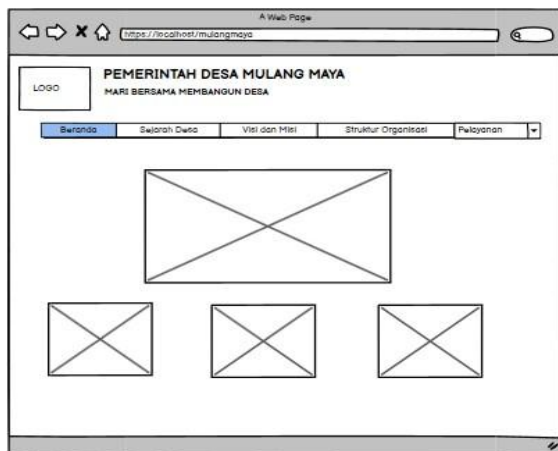 A Web Page
https://localhost/mulangmaya
LOGO
PEMERINTAH DESA MULANG MAYA
MARI BERSAMA MEMBANGUN DESA
Beranda
Sejarah Desa
Visi dan Misi
Struktur Organisasi
Pelayanan